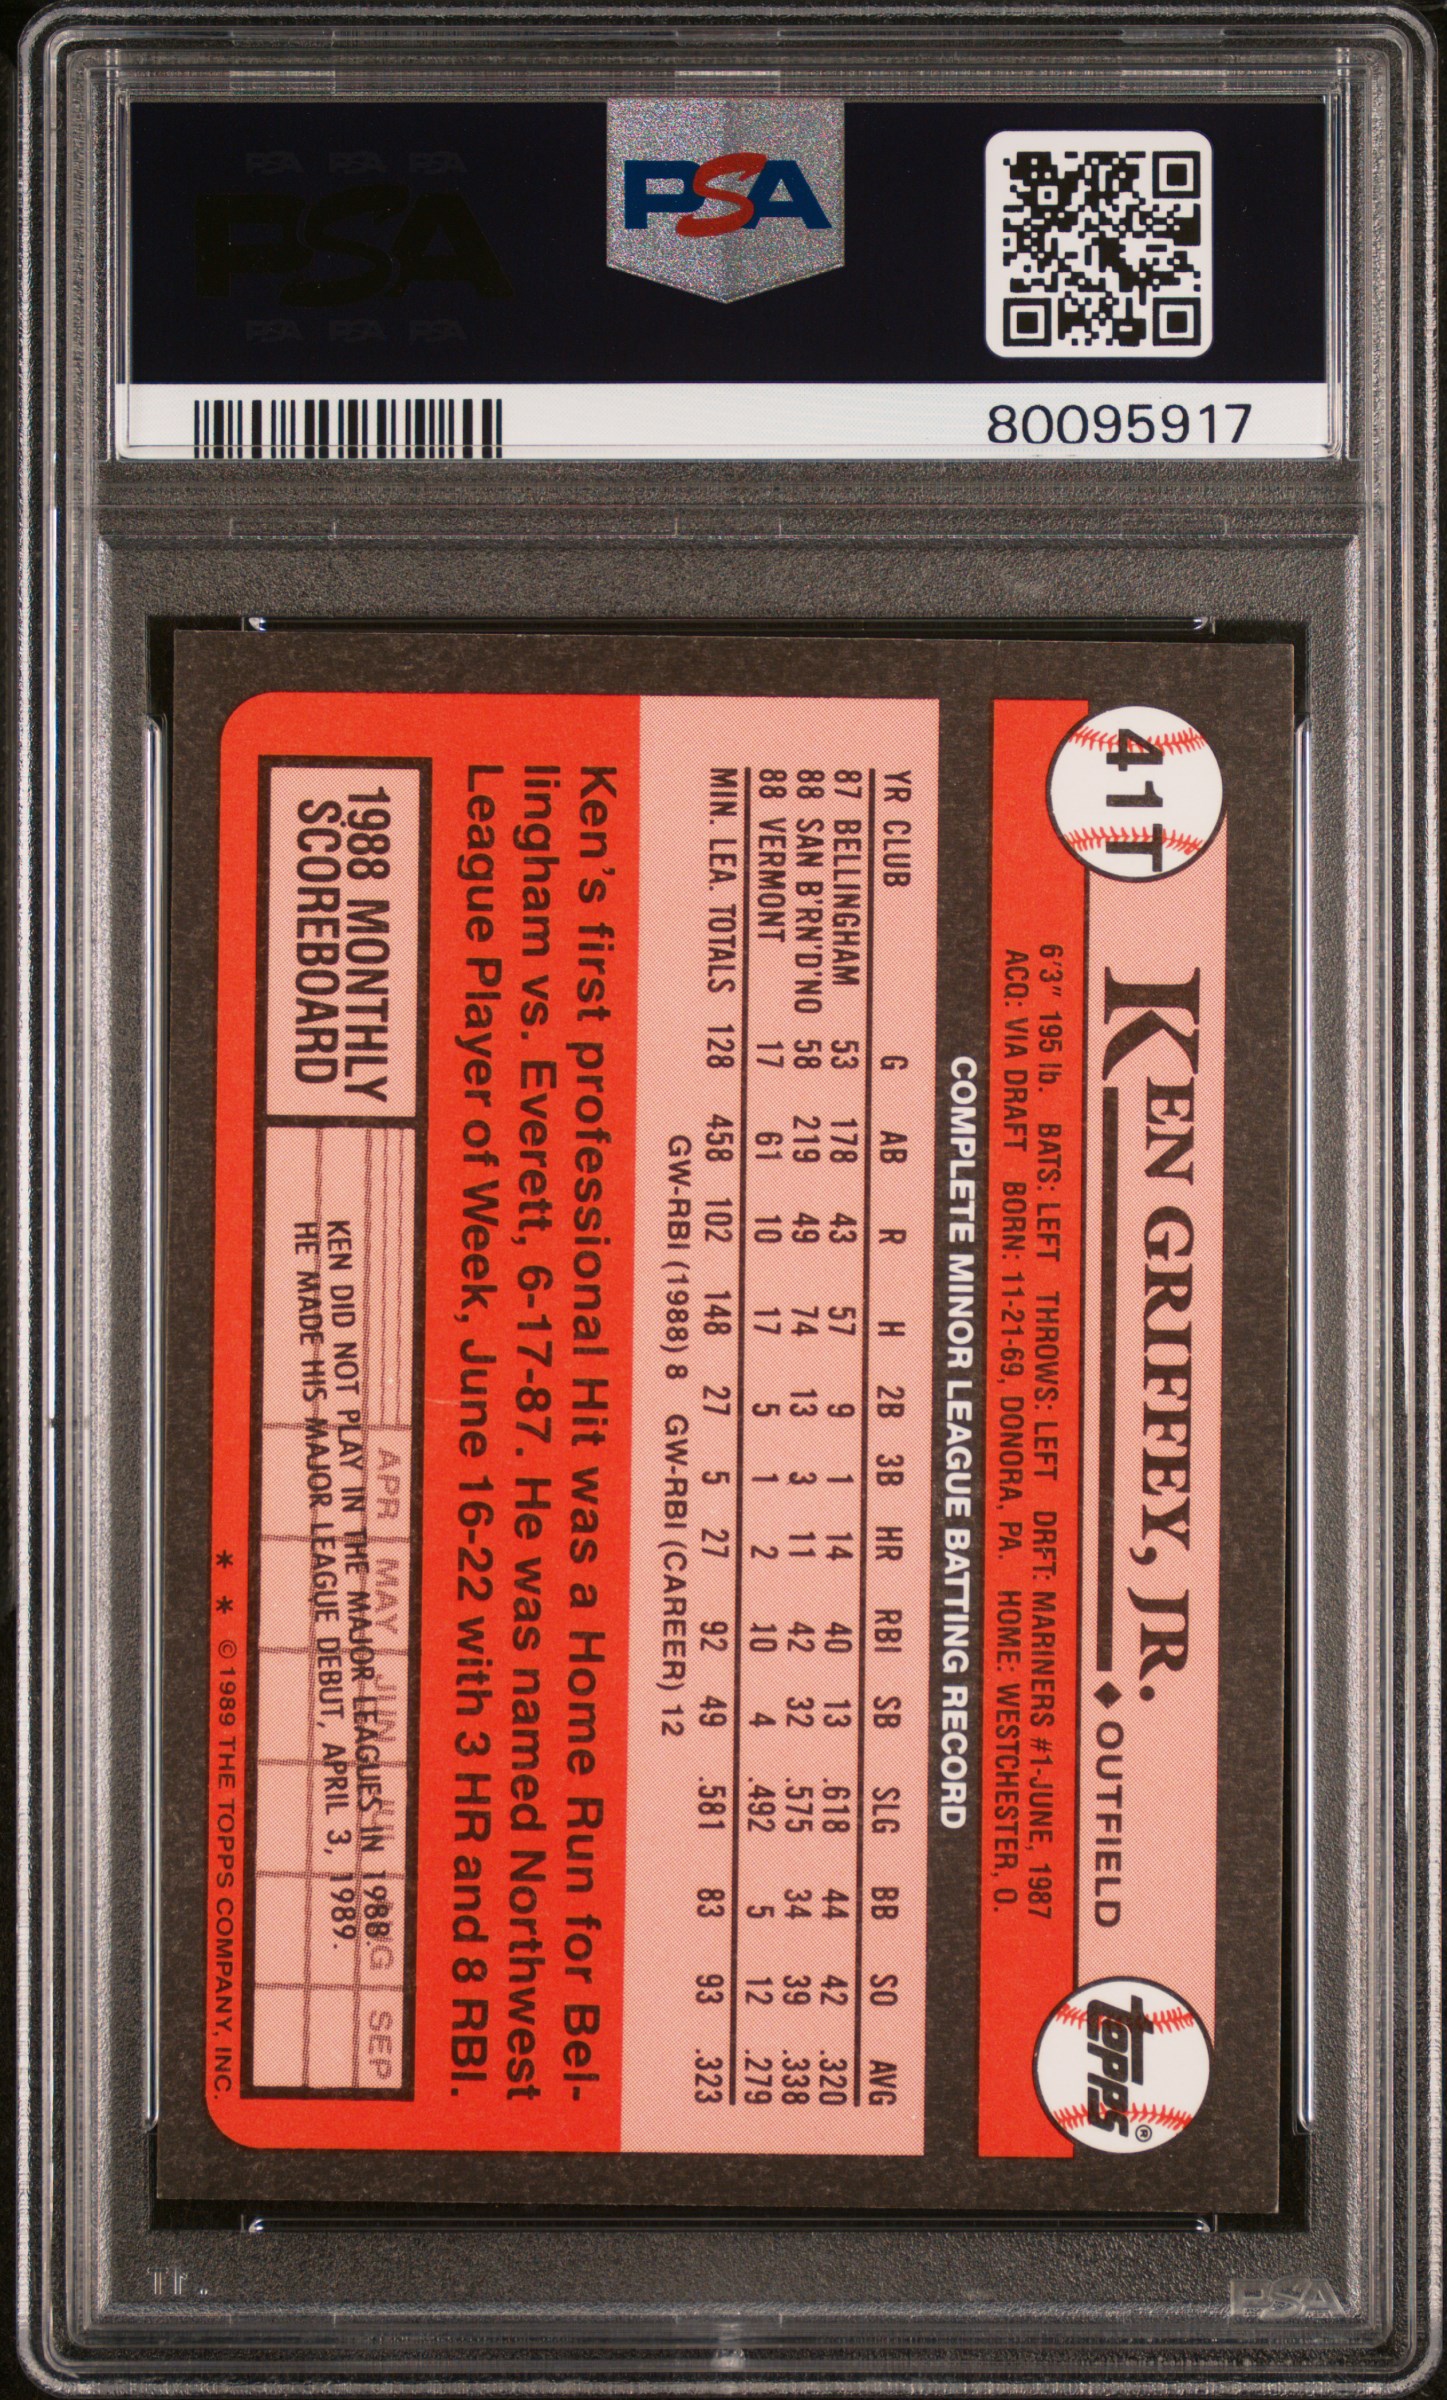 PSA PSA PSA
PSA
PSA PSA PSA
PSA
80095917
41T
KEN GRIFFEY, JR. ◆ OUTFIELD
topps®
6'3" 195 lb. BATS: LEFT THROWS: LEFT DRFT: MARINERS #1-JUNE, 1987
ACQ: VIA DRAFT BORN: 11-21-69, DONORA, PA. HOME: WESTCHESTER, O.
COMPLETE MINOR LEAGUE BATTING RECORD
YR CLUB G AB R H 2B 3B HR RBI SB SLG BB SO AVG
87 BELLINGHAM 53 178 43 57 9 1 14 40 13 .618 44 42 .320
88 SAN B'RN'D'NO 58 219 49 74 13 3 11 42 32 .575 34 39 .338
88 VERMONT 17 61 10 17 5 1 2 10 4 .492 5 12 .279
MIN. LEA. TOTALS 128 458 102 148 27 5 27 92 49 .581 83 93 .323
GW-RBI (1988) 8 GW-RBI (CAREER) 12
Ken's first professional Hit was a Home Run for Bel-
lingham vs. Everett, 6-17-87. He was named Northwest
League Player of Week, June 16-22 with 3 HR and 8 RBI.
1988 MONTHLY
SCOREBOARD
APR MAY JUN JUL AUG SEP
KEN DID NOT PLAY IN THE MAJOR LEAGUES IN 1988.
HE MADE HIS MAJOR LEAGUE DEBUT, APRIL 3, 1989.
* * © 1989 THE TOPPS COMPANY, INC.
PSA